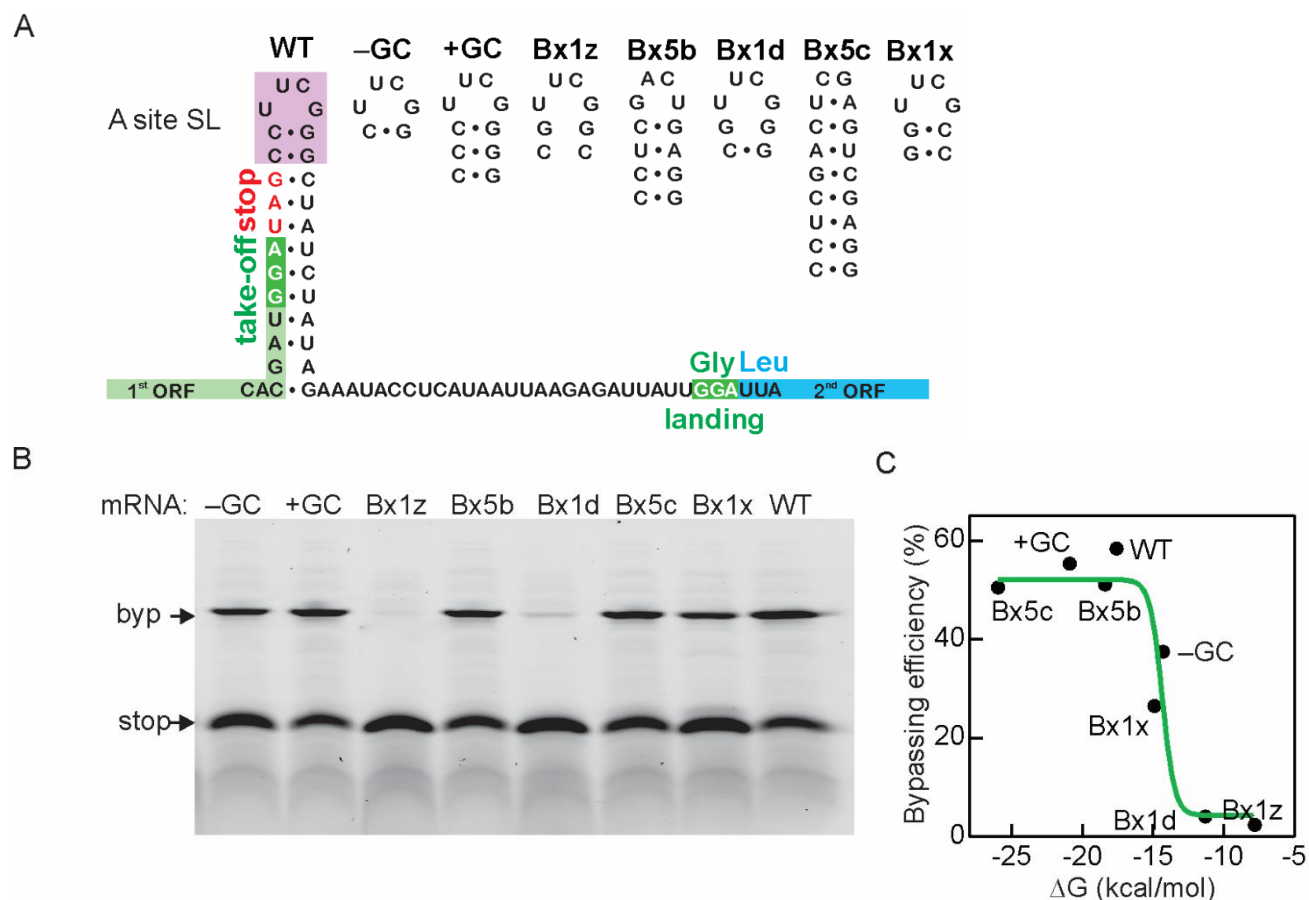 A
WT –GC +GC Bx1z Bx5b Bx1d Bx5c Bx1x
U C U C U C U C A C U C C G U C
A site SL U G U G U G U G G U U G U • A U G
C • G C • G C • G G G C • G G G C • G G • C
C • G C • G C C U • A C • G A • U G • C
G • C C • G C • G G • C
A • U U • A
U • A C • G
A • U C • G
G • C
G • U
U • A
A • U
G A
stop
take-off
Gly Leu
1st ORF CAC • GAAAUACCUCAUAAUUAAGAGAUUAUUGGAUUA 2nd ORF
landing
B
mRNA: –GC +GC Bx1z Bx5b Bx1d Bx5c Bx1x WT
byp
stop
C
Bypassing efficiency (%)
60
40
20
0
+GC
WT
Bx5c
Bx5b
–GC
Bx1x
Bx1d
Bx1z
-25 -20 -15 -10 -5
ΔG (kcal/mol)